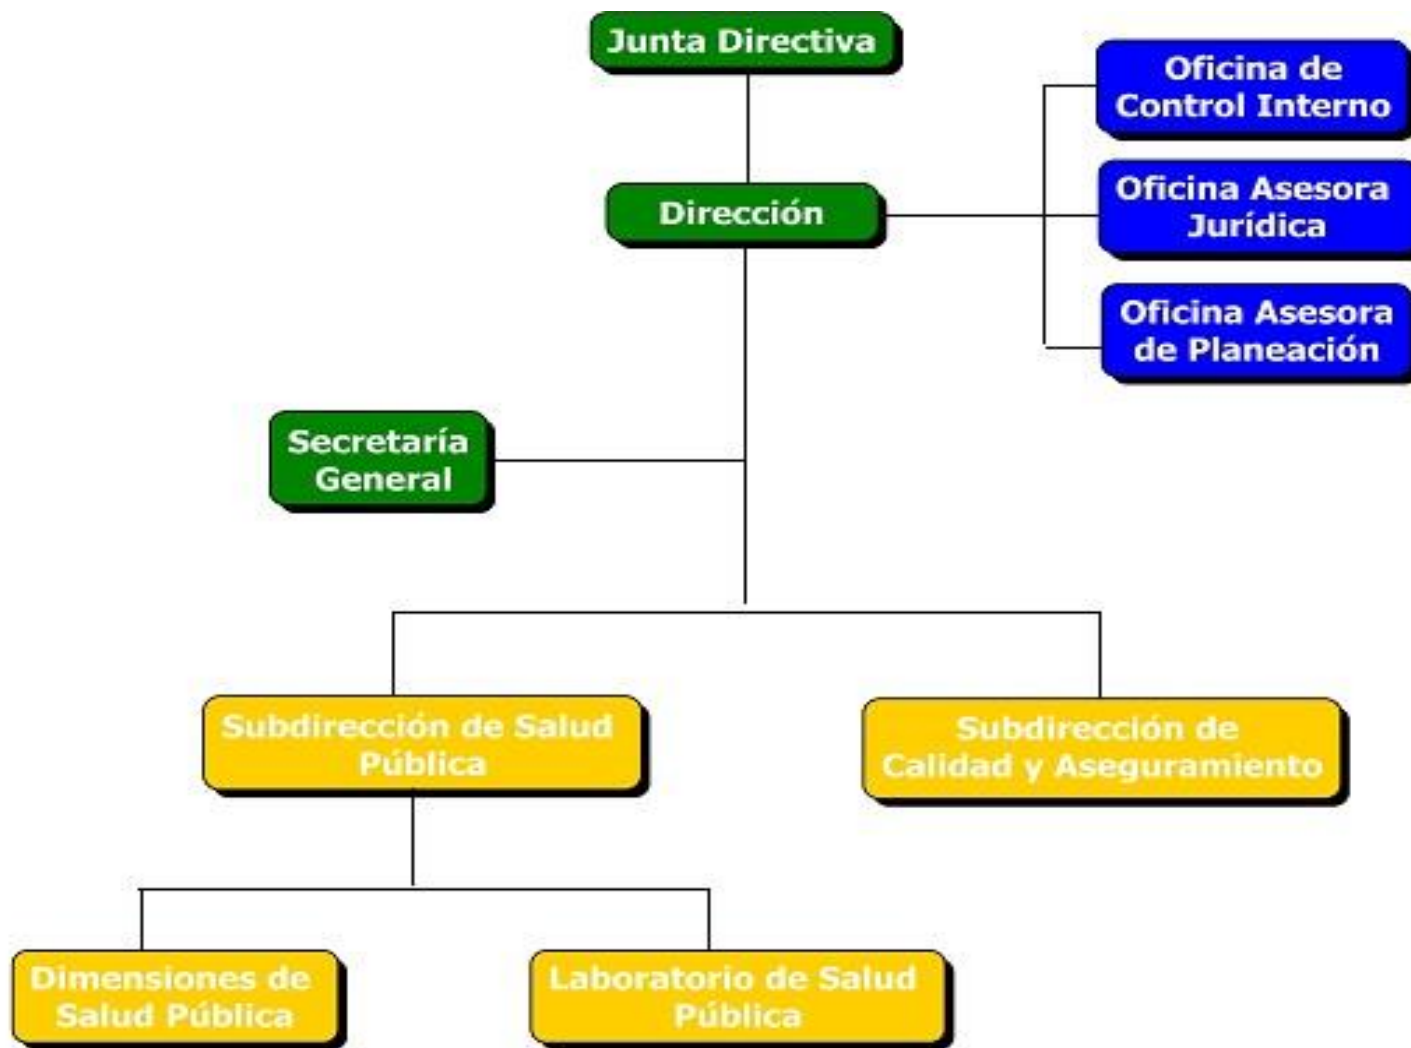 Junta Directiva
Oficina de
Control Interno
Dirección
Oficina Asesora
Jurídica
Oficina Asesora
de Planeación
Secretaría
General
Subdirección de Salud
Pública
Subdirección de
Calidad y Aseguramiento
Dimensiones de
Salud Pública
Laboratorio de Salud
Pública